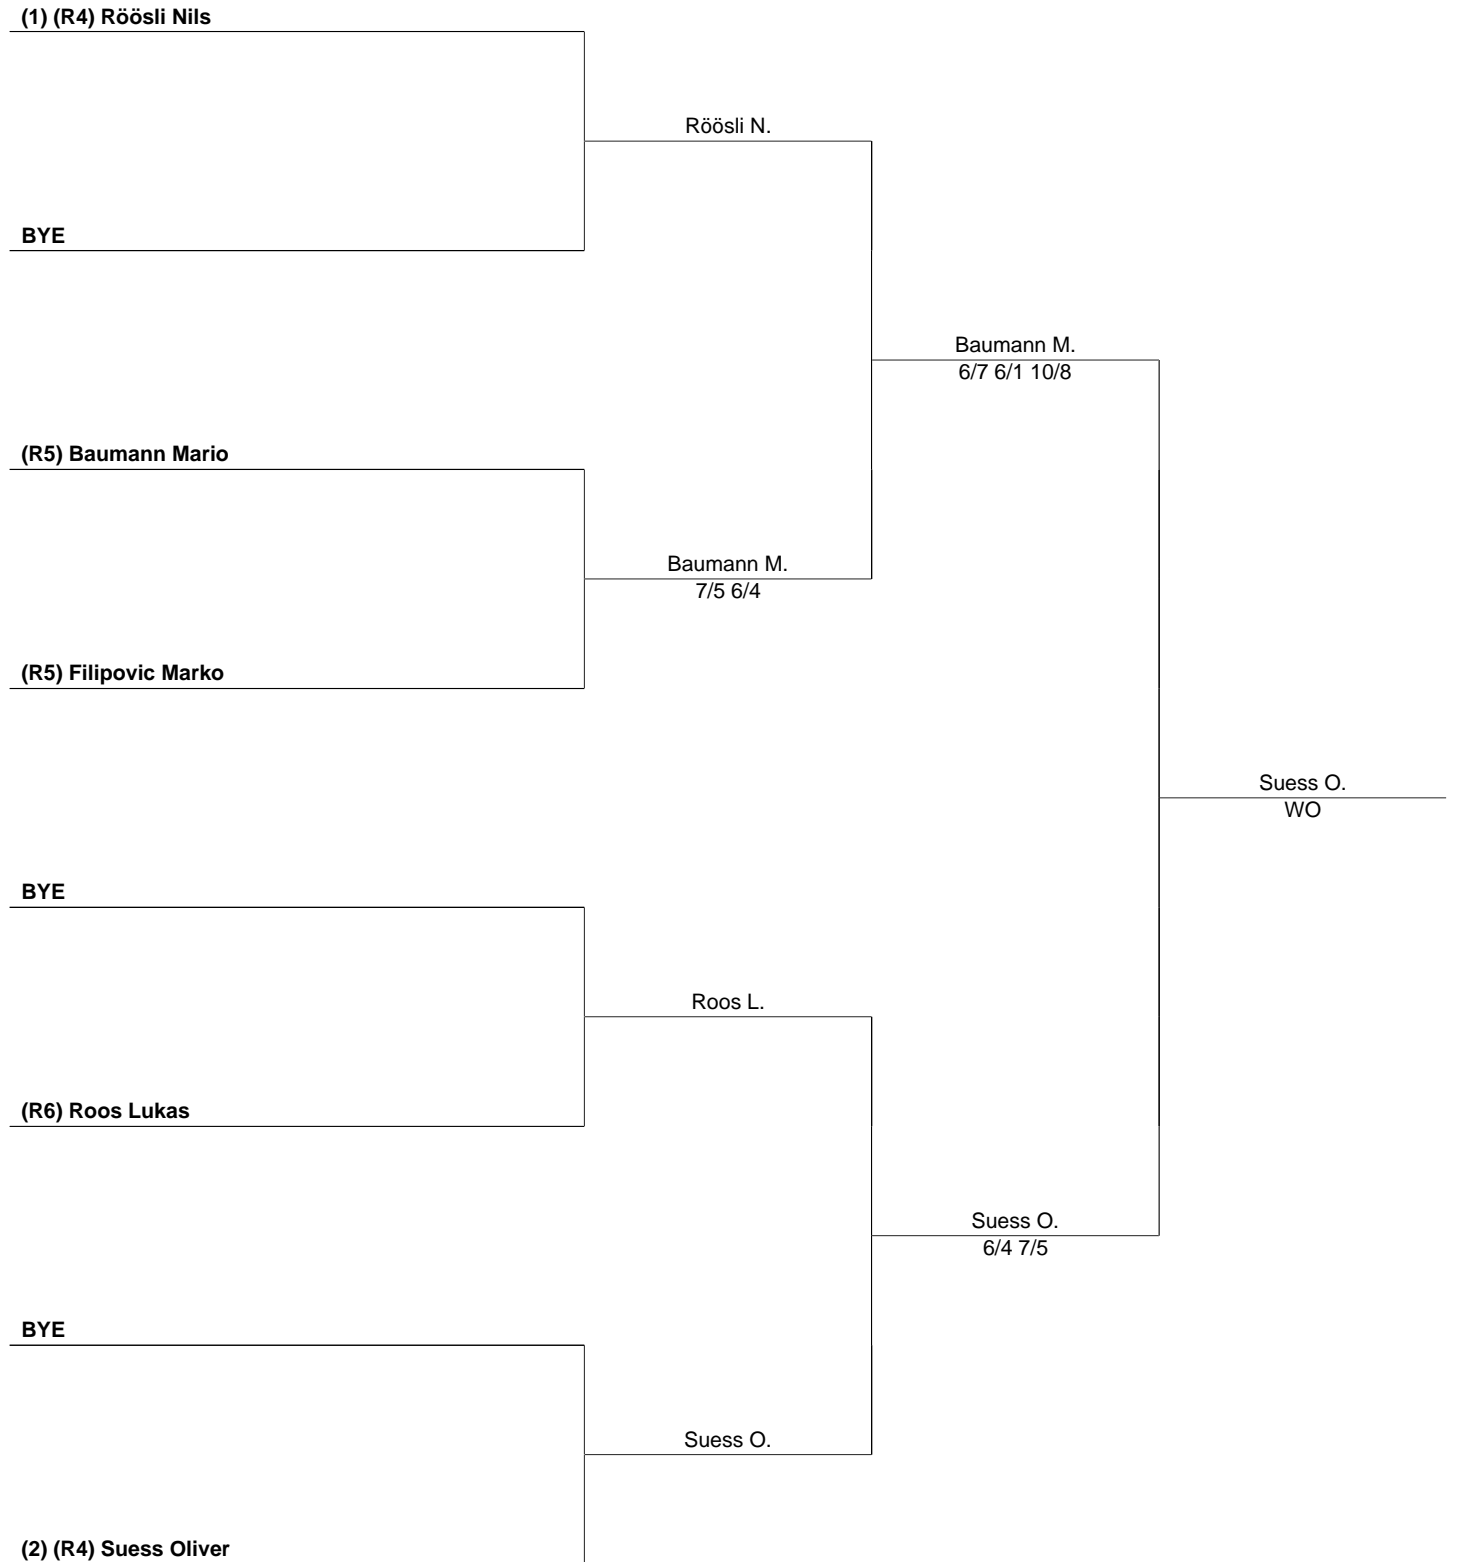 (1) (R4) Röösli Nils
Röösli N.
BYE
Baumann M.
6/7 6/1 10/8
(R5) Baumann Mario
Baumann M.
7/5 6/4
(R5) Filipovic Marko
Suess O.
WO
BYE
Roos L.
(R6) Roos Lukas
Suess O.
6/4 7/5
BYE
Suess O.
(2) (R4) Suess Oliver